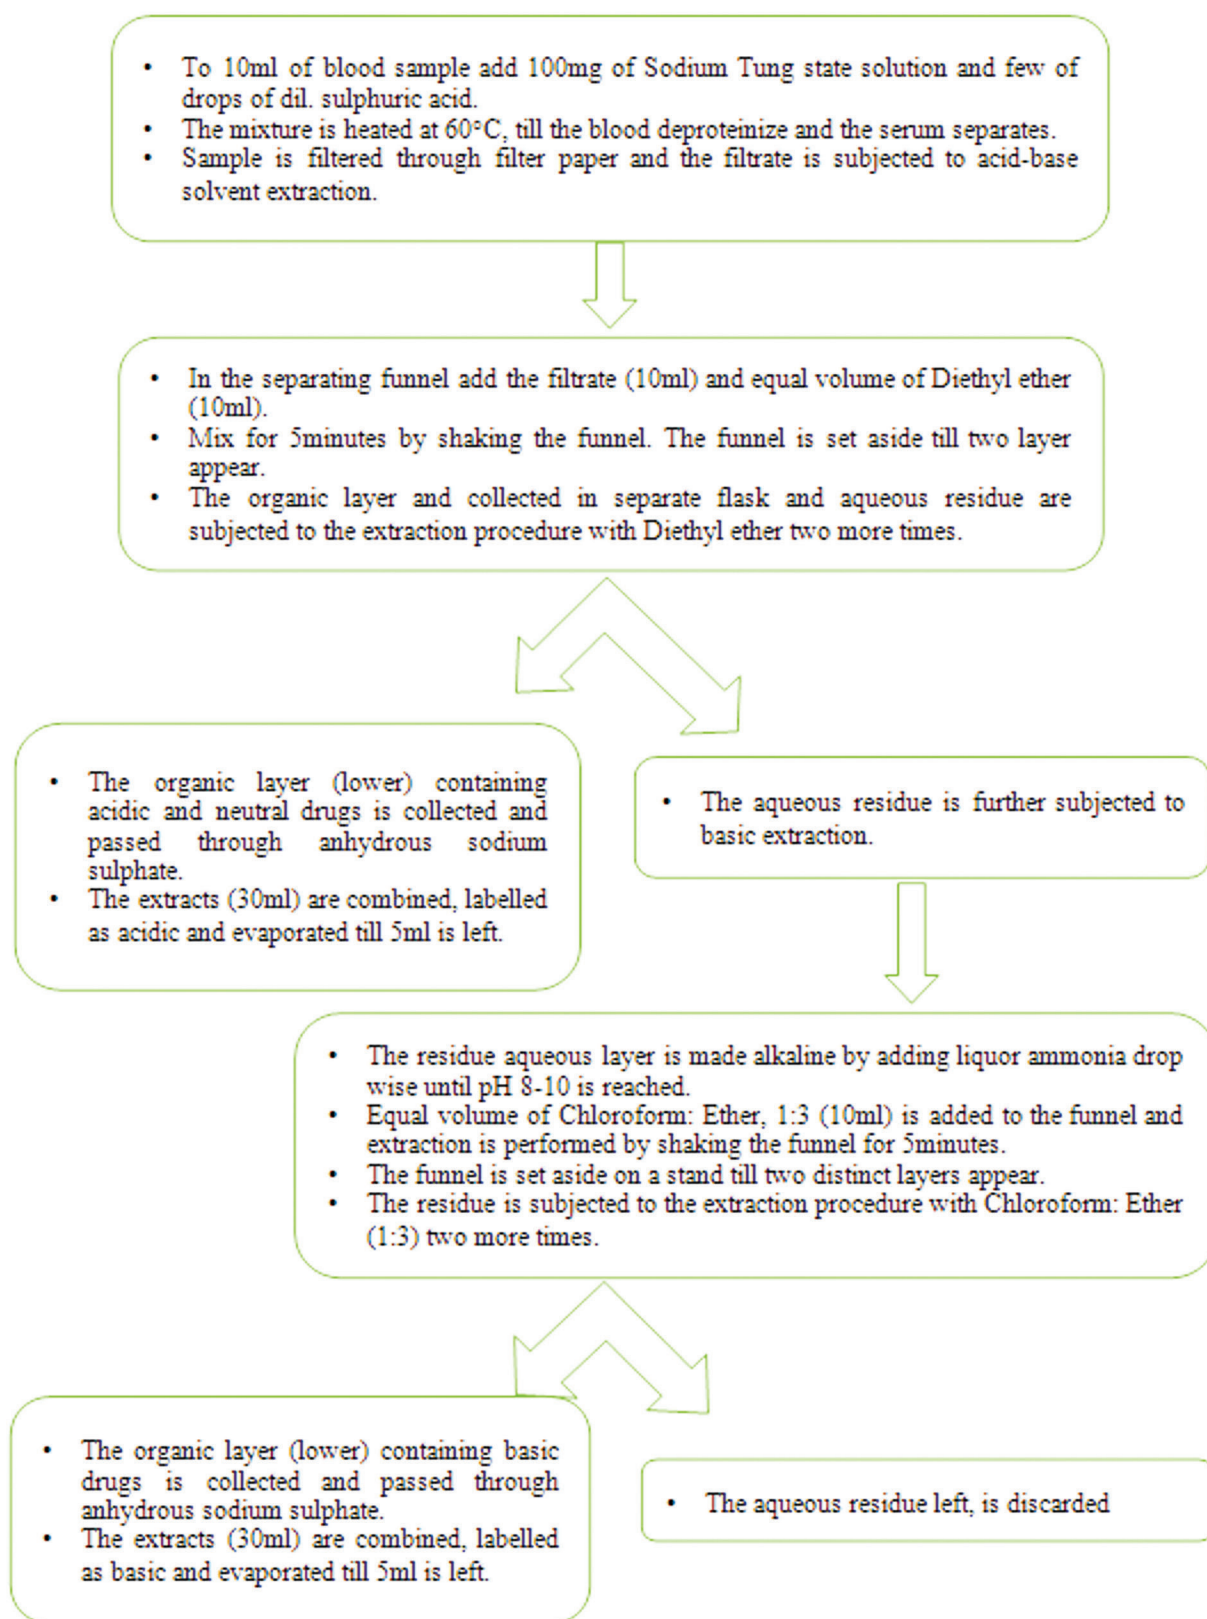 • To 10ml of blood sample add 100mg of Sodium Tung state solution and few of
drops of dil. sulphuric acid.
• The mixture is heated at 60°C, till the blood deproteinize and the serum separates.
• Sample is filtered through filter paper and the filtrate is subjected to acid-base
solvent extraction.
• In the separating funnel add the filtrate (10ml) and equal volume of Diethyl ether
(10ml).
• Mix for 5minutes by shaking the funnel. The funnel is set aside till two layer
appear.
• The organic layer and collected in separate flask and aqueous residue are
subjected to the extraction procedure with Diethyl ether two more times.
• The organic layer (lower) containing
acidic and neutral drugs is collected and
passed through anhydrous sodium
sulphate.
• The extracts (30ml) are combined, labelled
as acidic and evaporated till 5ml is left.
• The aqueous residue is further subjected to
basic extraction.
• The residue aqueous layer is made alkaline by adding liquor ammonia drop
wise until pH 8-10 is reached.
• Equal volume of Chloroform: Ether, 1:3 (10ml) is added to the funnel and
extraction is performed by shaking the funnel for 5minutes.
• The funnel is set aside on a stand till two distinct layers appear.
• The residue is subjected to the extraction procedure with Chloroform: Ether
(1:3) two more times.
• The organic layer (lower) containing basic
drugs is collected and passed through
anhydrous sodium sulphate.
• The extracts (30ml) are combined, labelled
as basic and evaporated till 5ml is left.
• The aqueous residue left, is discarded